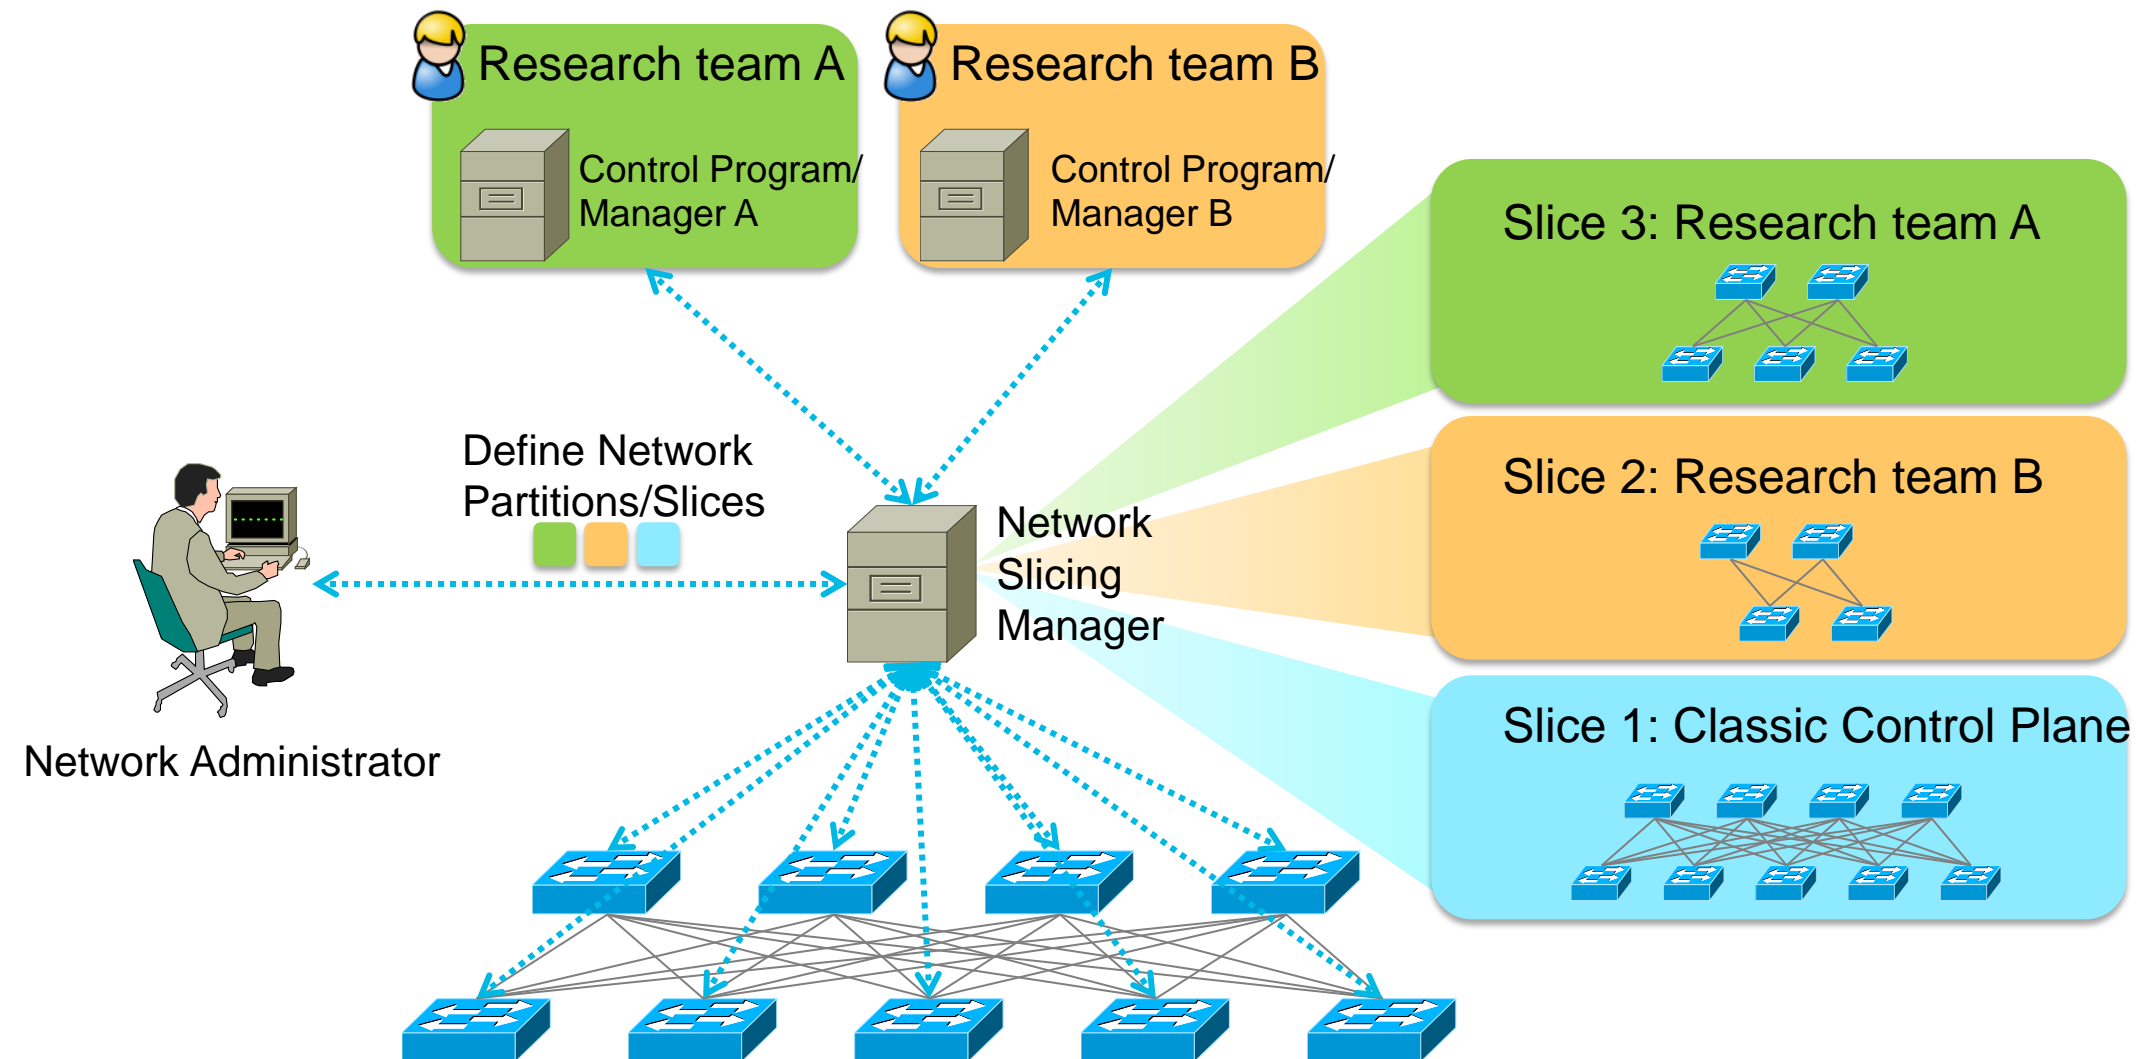 Research team A
Control Program/
Manager A
Research team B
Control Program/
Manager B
Define Network
Partitions/Slices
Network
Slicing
Manager
Network Administrator
Slice 3: Research team A
Slice 2: Research team B
Slice 1: Classic Control Plane